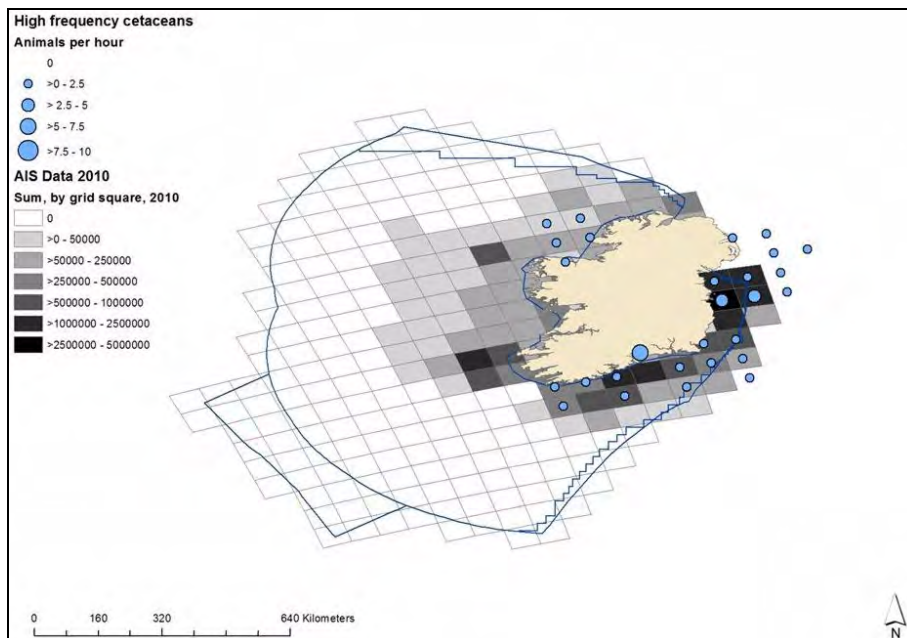 High frequency cetaceans
Animals per hour
0
>0 - 2.5
> 2.5 - 5
>5 - 7.5
>7.5 - 10
AIS Data 2010
Sum, by grid square, 2010
0
>0 - 50000
>50000 - 250000
>250000 - 500000
>500000 - 1000000
>1000000 - 2500000
>2500000 - 5000000
0 160 320 640 Kilometers
N